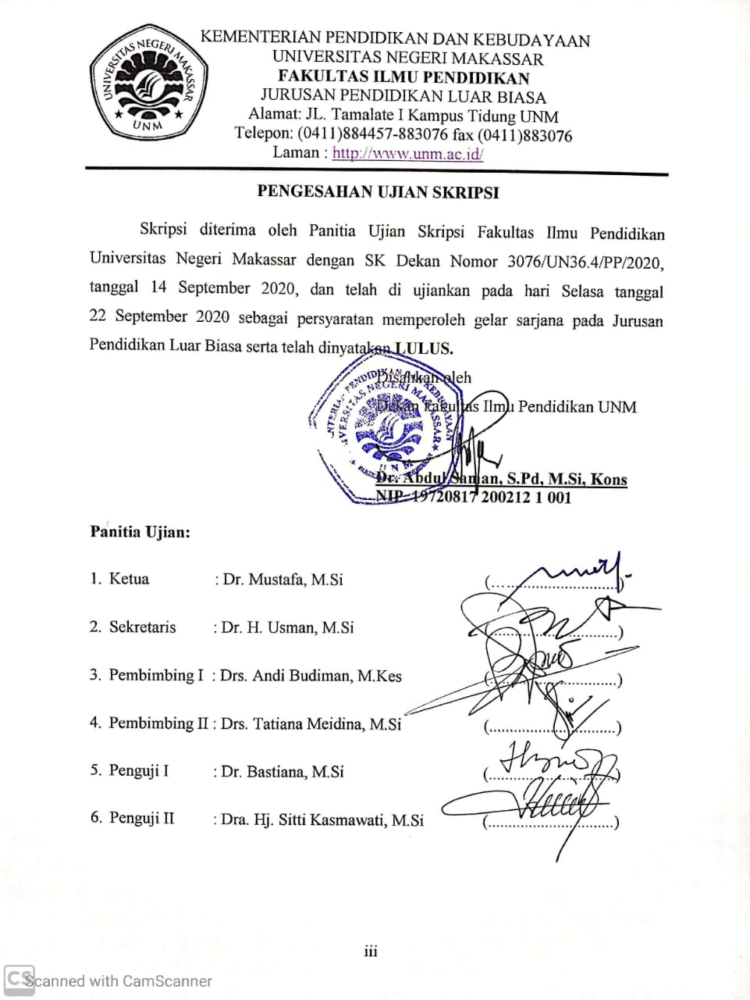 KEMENTERIAN PENDIDIKAN DAN KEBUDAYAAN
UNIVERSITAS NEGERI MAKASSAR
FAKULTAS ILMU PENDIDIKAN
JURUSAN PENDIDIKAN LUAR BIASA
Alamat: JL. Tamalate I Kampus Tidung UNM
Telepon: (0411)884457-883076 fax (0411)883076
Laman : http://www.unm.ac.id/
UNIVERSITAS NEGERI MAKASSAR
UNM
PENGESAHAN UJIAN SKRIPSI
Skripsi diterima oleh Panitia Ujian Skripsi Fakultas Ilmu Pendidikan
Universitas Negeri Makassar dengan SK Dekan Nomor 3076/UN36.4/PP/2020,
tanggal 14 September 2020, dan telah di ujiankan pada hari Selasa tanggal
22 September 2020 sebagai persyaratan memperoleh gelar sarjana pada Jurusan
Pendidikan Luar Biasa serta telah dinyatakan LULUS.
Disahkan oleh
Dekan Fakultas Ilmu Pendidikan UNM
UNIVERSITAS NEGERI MAKASSAR
UNM
Dr. Abdul Saman, S.Pd, M.Si, Kons
NIP. 19720817 200212 1 001
Panitia Ujian:
1. Ketua : Dr. Mustafa, M.Si (..............................)
2. Sekretaris : Dr. H. Usman, M.Si (..............................)
3. Pembimbing I : Drs. Andi Budiman, M.Kes (..............................)
4. Pembimbing II : Drs. Tatiana Meidina, M.Si (..............................)
5. Penguji I : Dr. Bastiana, M.Si (..............................)
6. Penguji II : Dra. Hj. Sitti Kasmawati, M.Si (..............................)
iii
CS Scanned with CamScanner